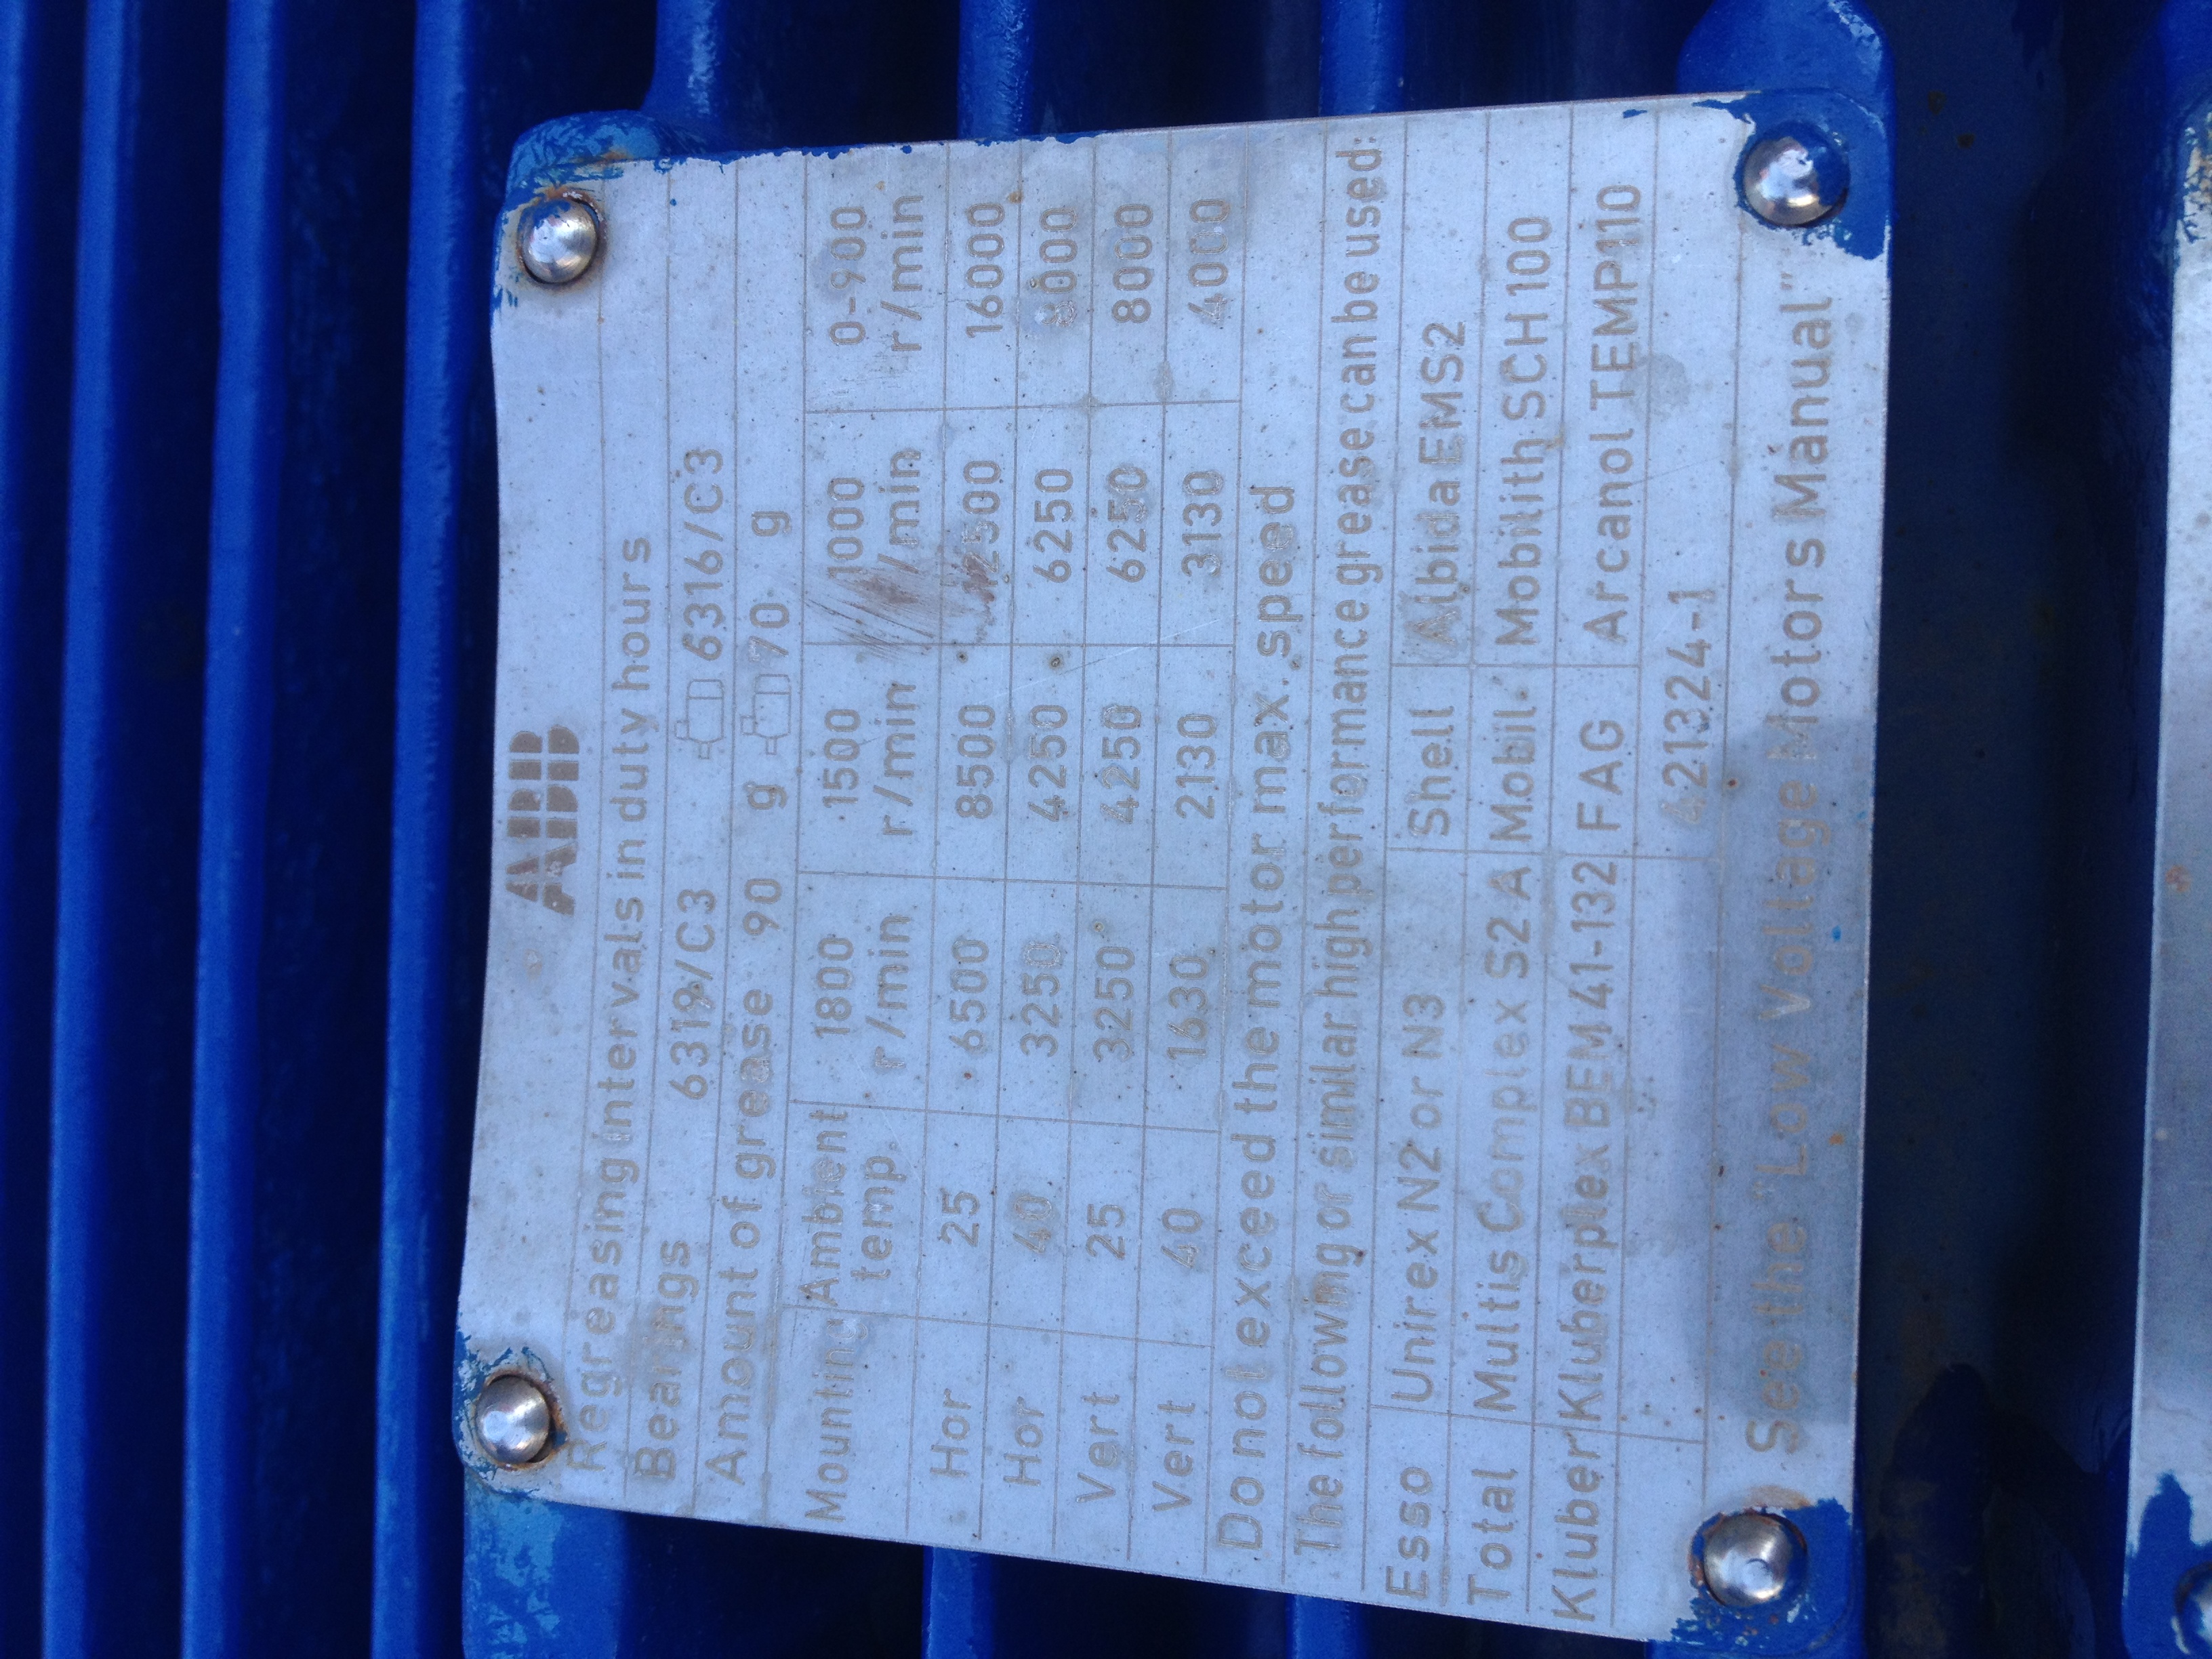 ABB
Regreasing intervals in duty hours
Bearings 6319/C3 6316/C3
Amount of grease 90 g 70 g
Mounting Ambient temp. 1800 r/min 1500 r/min 1000 r/min 0-900 r/min
Hor 25 6500 8500 12500 16000
Hor 40 3250 4250 6250 8000
Vert 25 3250 4250 6250 8000
Vert 40 1630 2130 3130 4000
Do not exceed the motor max. speed
The following or similar high performance grease can be used:
Esso Unirex N2 or N3 Shell Albida EMS2
Total Multis Complex S2 A Mobil Mobilith SCH 100
Kluber Kluberplex BEM 41-132 FAG Arcanol TEMP110
421324-1
See the "Low Voltage Motors Manual"